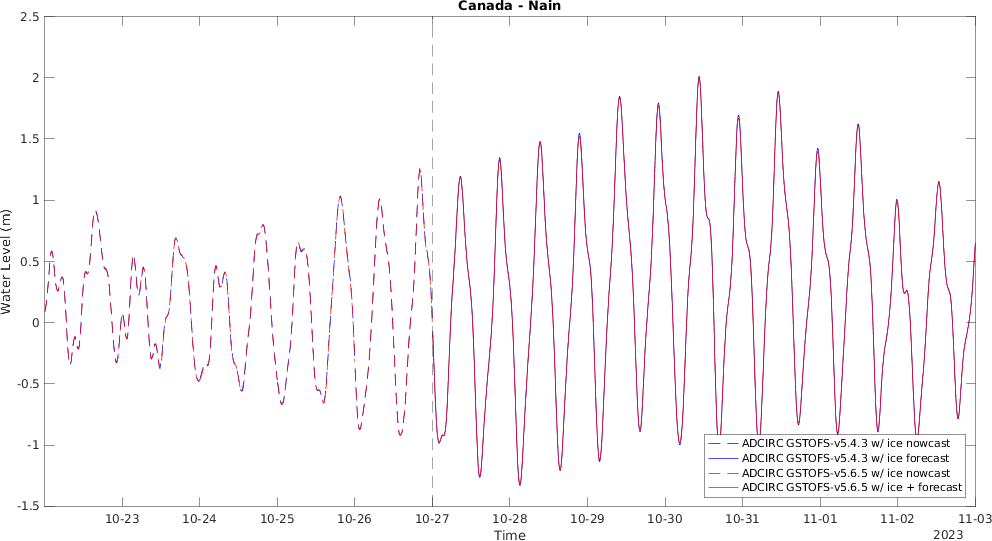 Canada - Nain
2.5
2
1.5
1
0.5
0
-0.5
-1
-1.5
Water Level (m)
10-23 10-24 10-25 10-26 10-27 10-28 10-29 10-30 10-31 11-01 11-02 11-03
Time
2023
ADCIRC GSTOFS-v5.4.3 w/ ice nowcast
ADCIRC GSTOFS-v5.4.3 w/ ice forecast
ADCIRC GSTOFS-v5.6.5 w/ ice nowcast
ADCIRC GSTOFS-v5.6.5 w/ ice + forecast